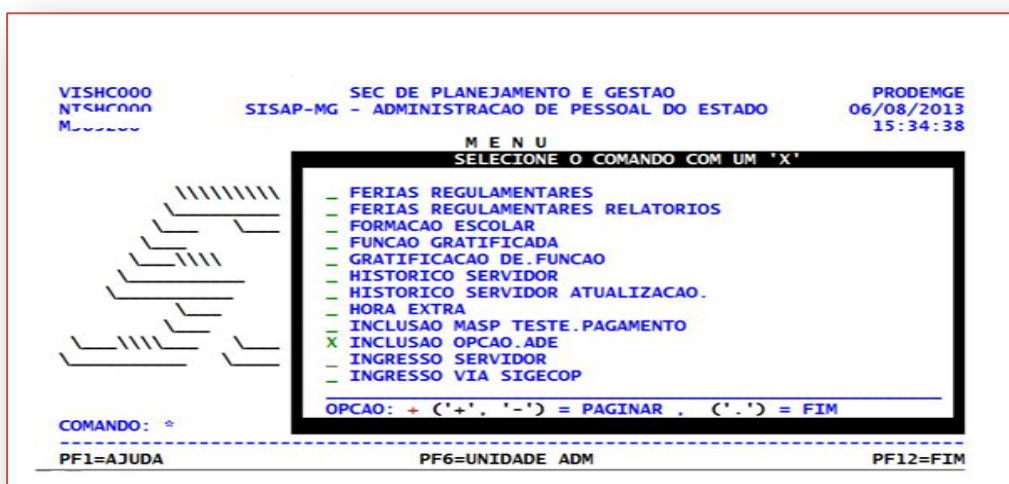 VISHC000 SEC DE PLANEJAMENTO E GESTAO PRODEMGE
SISAP-MG - ADMINISTRACAO DE PESSOAL DO ESTADO 06/08/2013
15:34:38
M E N U
SELECIONE O COMANDO COM UM 'X'
_ FERIAS REGULAMENTARES
_ FERIAS REGULAMENTARES RELATORIOS
_ FORMACAO ESCOLAR
_ FUNCAO GRATIFICADA
_ GRATIFICACAO DE.FUNCAO
_ HISTORICO SERVIDOR
_ HISTORICO SERVIDOR ATUALIZACAO.
_ HORA EXTRA
_ INCLUSAO MASP TESTE.PAGAMENTO
X INCLUSAO OPCAO.ADE
_ INGRESSO SERVIDOR
_ INGRESSO VIA SIGECOP
OPCAO: + ('+', '-') = PAGINAR , ('.') = FIM
COMANDO: *
PF1=AJUDA PF6=UNIDADE ADM PF12=FIM